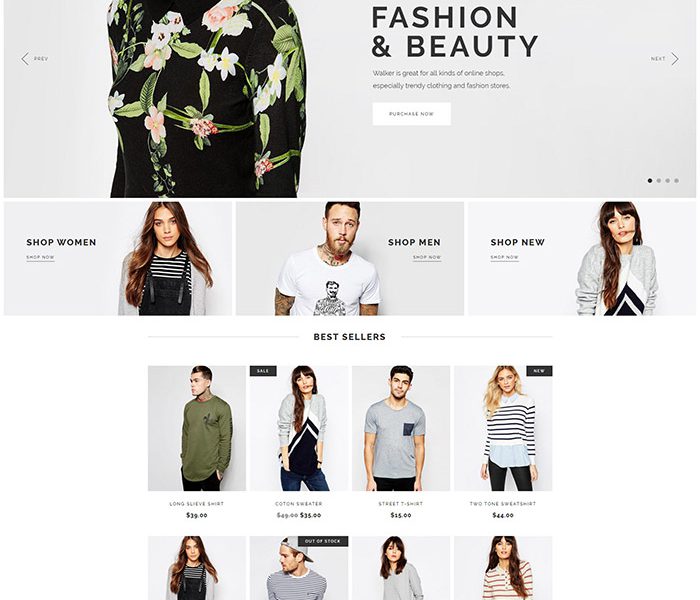 FASHION
& BEAUTY
PREV
NEXT
Walker is great for all kinds of online shops,
especially trendy clothing and fashion stores.
PURCHASE NOW
SHOP WOMEN
SHOP NOW
SHOP MEN
SHOP NOW
SHOP NEW
SHOP NOW
BEST SELLERS
SALE
NEW
LONG SLIEVE SHIRT
$39.00
COTON SWEATER
$49.00 $35.00
STREET T-SHIRT
$15.00
TWO TONE SWEATSHIRT
$44.00
OUT OF STOCK